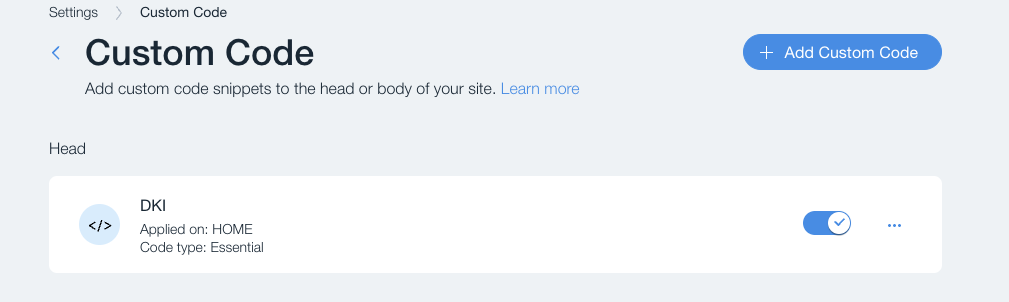 Settings > Custom Code
Custom Code
+ Add Custom Code
Add custom code snippets to the head or body of your site. Learn more
Head
</> DKI
Applied on: HOME
Code type: Essential